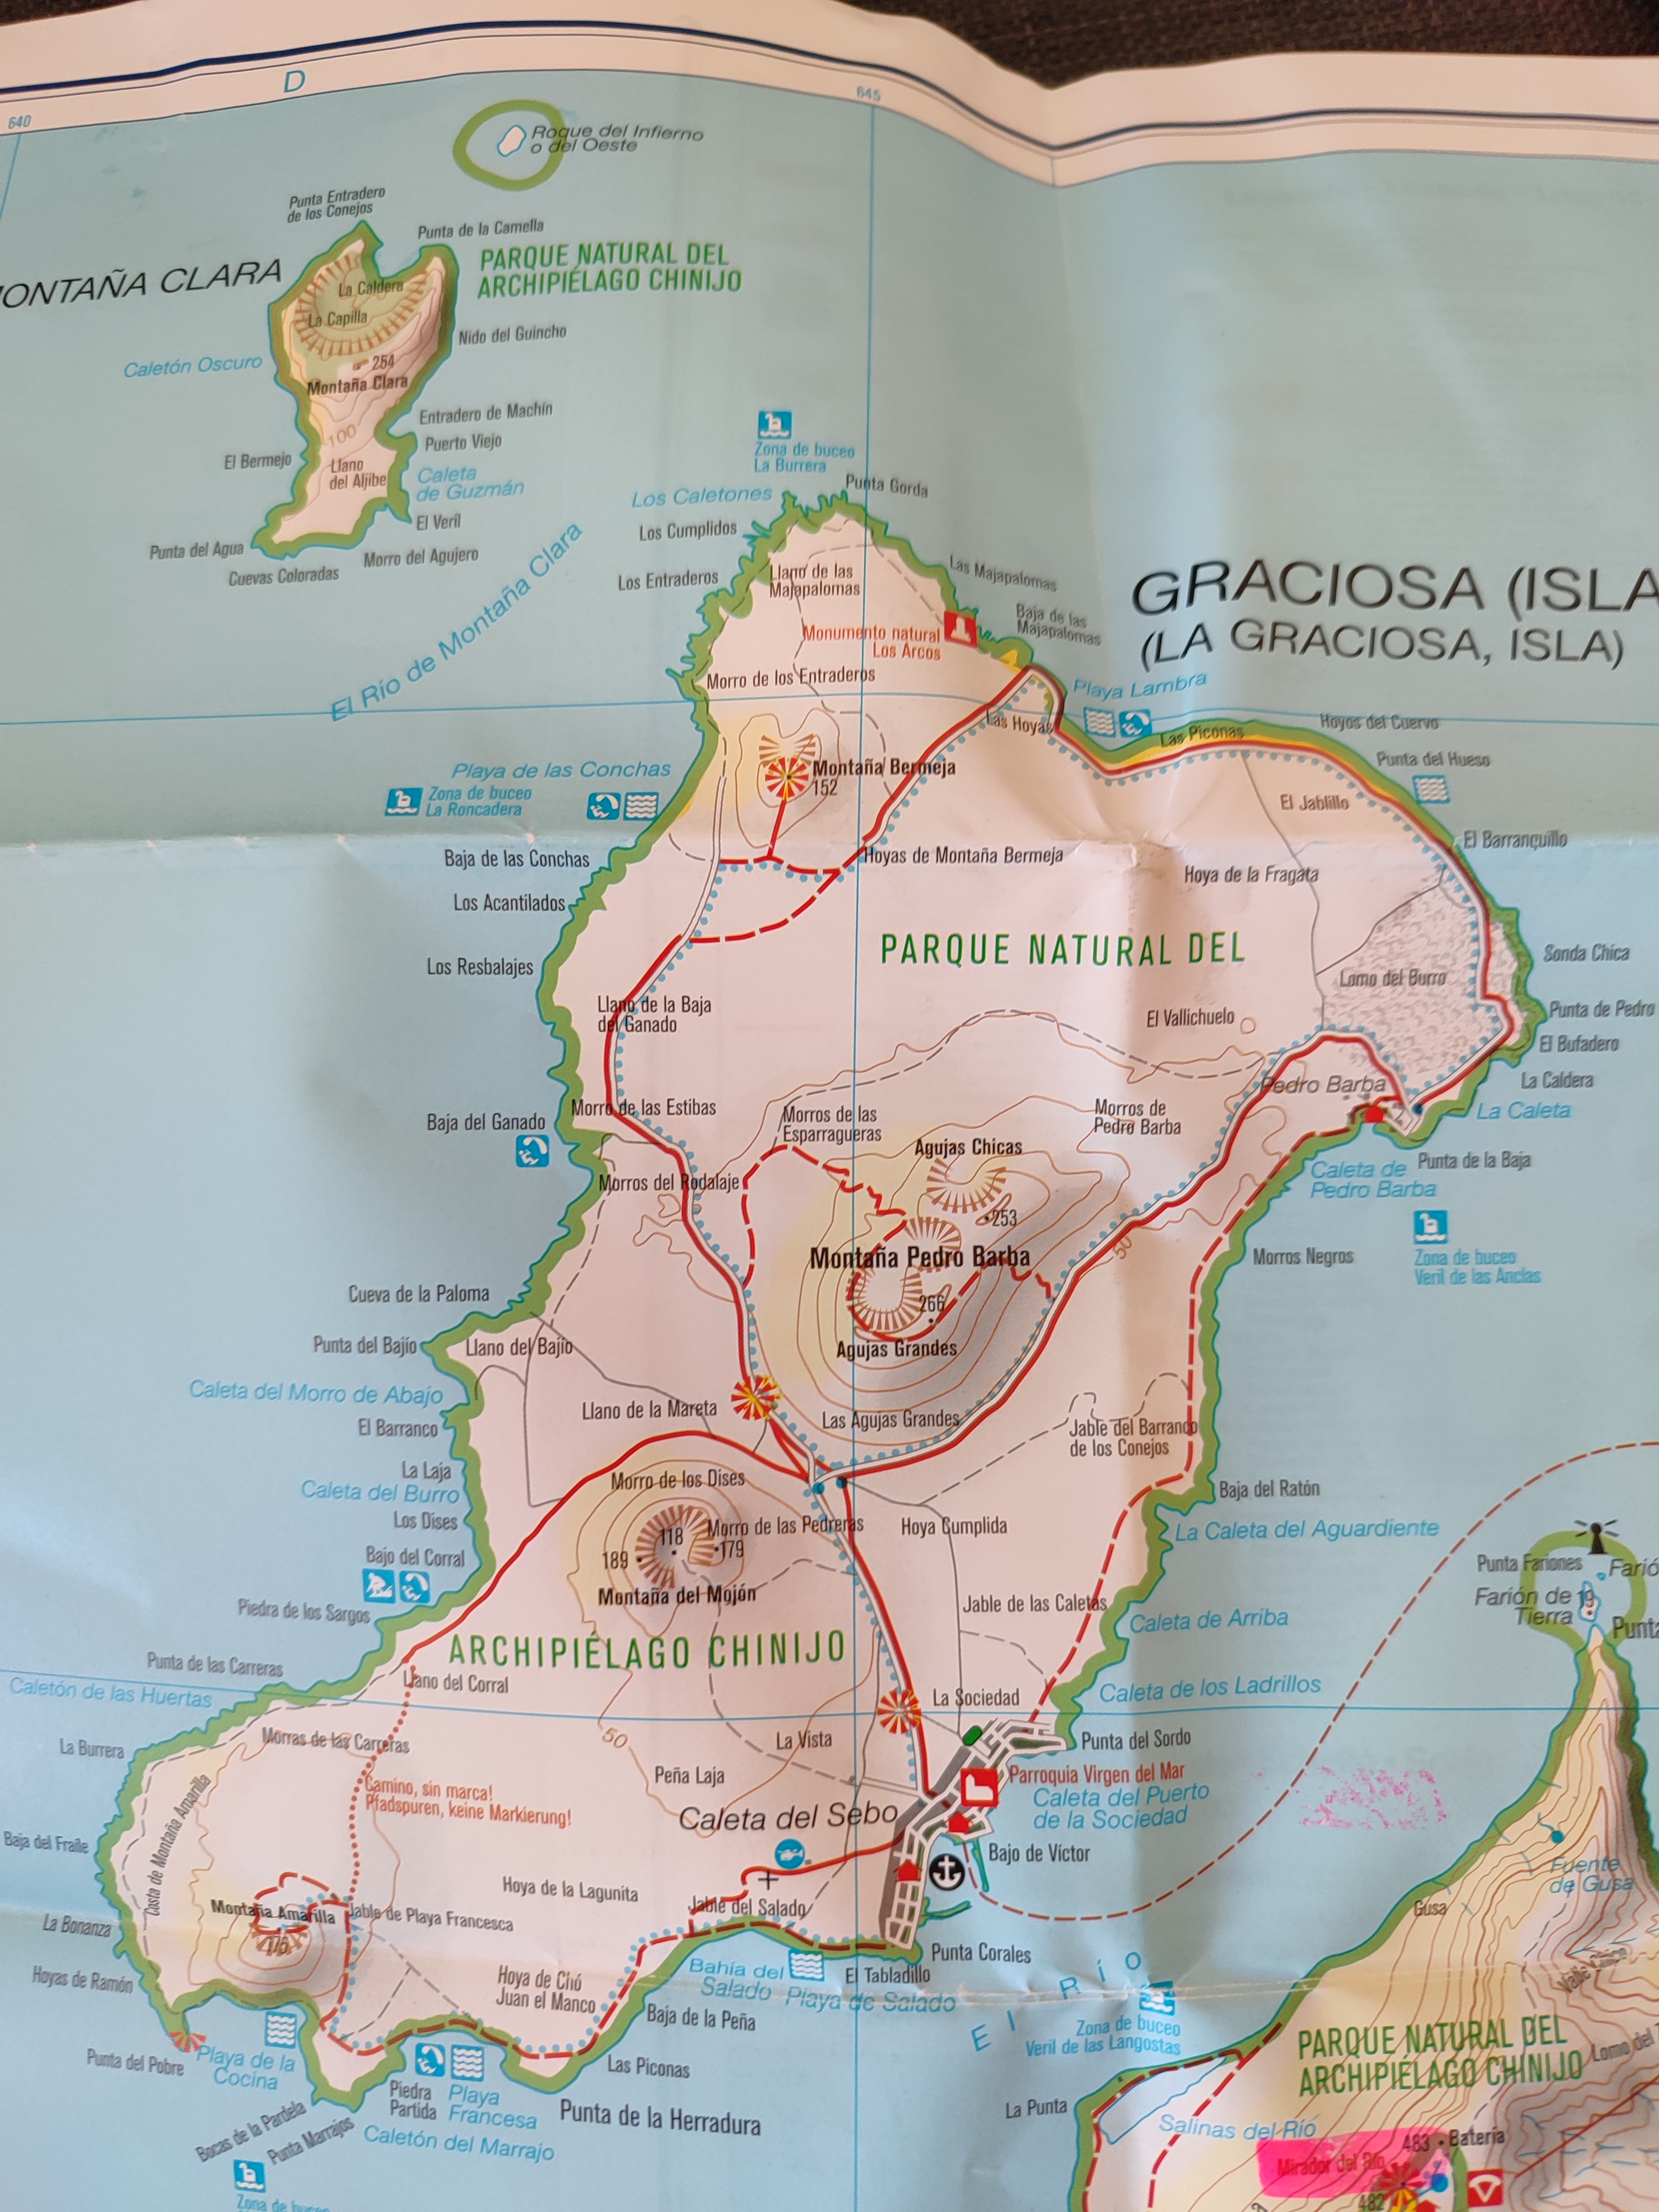 D
640
645
Roque del Infierno
o del Oeste
Punta Entradero
de los Conejos
Punta de la Camella
PARQUE NATURAL DEL
ARCHIPIÉLAGO CHINIJO
ONTAÑA CLARA
La Caldera
La Capilla
Nido del Guincho
Caletón Oscuro
254
Montaña Clara
Entradero de Machín
100
Puerto Viejo
El Bermejo
Llano
del Aljibe
Caleta
de Guzmán
El Veril
Punta del Agua
Morro del Agujero
Cuevas Coloradas
El Río de Montaña Clara
Zona de buceo
La Burrera
Los Caletones
Punta Gorda
Los Cumplidos
Los Entraderos
Llano de las
Majapalomas
Las Majapalomas
Baja de las
Majapalomas
Monumento natural
Los Arcos
GRACIOSA (ISLA
(LA GRACIOSA, ISLA)
Morro de los Entraderos
Playa Lambra
Las Hoyas
Las Piconas
Hoyos del Cuervo
Punta del Hueso
Playa de las Conchas
Zona de buceo
La Roncadera
Montaña Bermeja
152
El Jablillo
El Barranquillo
Baja de las Conchas
Hoyas de Montaña Bermeja
Hoya de la Fragata
Los Acantilados
PARQUE NATURAL DEL
Los Resbalajes
Sonda Chica
Lomo del Burro
Llano de la Baja
del Ganado
El Vallichuelo
Punta de Pedro
El Bufadero
La Caldera
Pedro Barba
La Caleta
Morro de las Estibas
Baja del Ganado
Morros de las
Esparragueras
Morros de
Pedro Barba
Agujas Chicas
Punta de la Baja
Caleta de
Pedro Barba
Morros del Rodalaje
253
Montaña Pedro Barba
50
Morros Negros
Zona de buceo
Veril de las Anclas
Cueva de la Paloma
266
Punta del Bajío
Llano del Bajío
Agujas Grandes
Caleta del Morro de Abajo
Llano de la Mareta
Las Agujas Grandes
El Barranco
Jable del Barranco
de los Conejos
La Laja
Caleta del Burro
Morro de los Dises
Baja del Ratón
Los Dises
118
Morro de las Pedreras
179
189
Hoya Cumplida
La Caleta del Aguardiente
Bajo del Corral
Montaña del Mojón
Punta Fariones
Farió
Farión de
Tierra
19
Punta
Piedra de los Sargos
Jable de las Caletas
Caleta de Arriba
ARCHIPIÉLAGO CHINIJO
Punta de las Carreras
Llano del Corral
Caletón de las Huertas
La Sociedad
Caleta de los Ladrillos
La Burrera
Morras de las Carreras
50
La Vista
Punta del Sordo
Peña Laja
Parroquia Virgen del Mar
Camino, sin marca!
Pfadspuren, keine Markierung!
Caleta del Puerto
de la Sociedad
Caleta del Sebo
Costa de Montaña Amarilla
Baja del Fraile
Bajo de Víctor
Fuente
de Gusa
Hoya de la Lagunita
Jable del Salado
Montaña Amarilla
Jable de Playa Francesca
Gusa
175
La Bonanza
Punta Corales
Bahía del
Salado
El Tabladillo
Playa de Salado
Hoyas de Ramón
Hoya de Chó
Juan el Manco
Baja de la Peña
El RÍO
Zona de buceo
Veril de las Langostas
Punta del Pobre
Playa de la
Cocina
Las Piconas
PARQUE NATURAL DEL
ARCHIPIÉLAGO CHINIJO
Lomo del
Piedra
Partida
Playa
Francesa
Punta de la Herradura
La Punta
Bocas de la Pardela
Punta Marrajos
Caletón del Marrajo
Salinas del Río
Zona de buceo
483
Batería
Mirador del Río
482